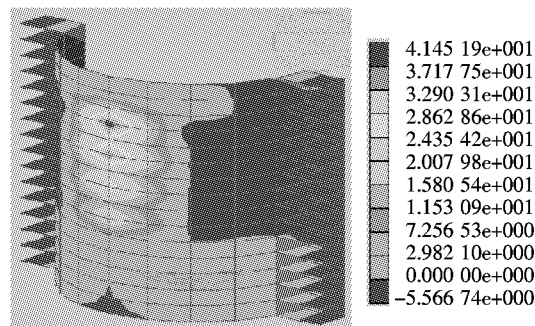 4.145 19e+001
3.717 75e+001
3.290 31e+001
2.862 86e+001
2.435 42e+001
2.007 98e+001
1.580 54e+001
1.153 09e+001
7.256 53e+000
2.982 10e+000
0.000 00e+000
−5.566 74e+000